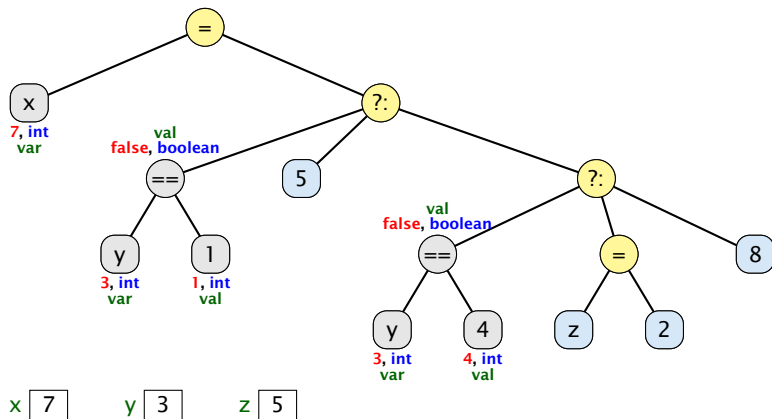 =
x
7, int
var
?:
val
false, boolean
==
5
?:
y
3, int
var
1
1, int
val
val
false, boolean
==
=
8
y
3, int
var
4
4, int
val
z
2
x 7 y 3 z 5